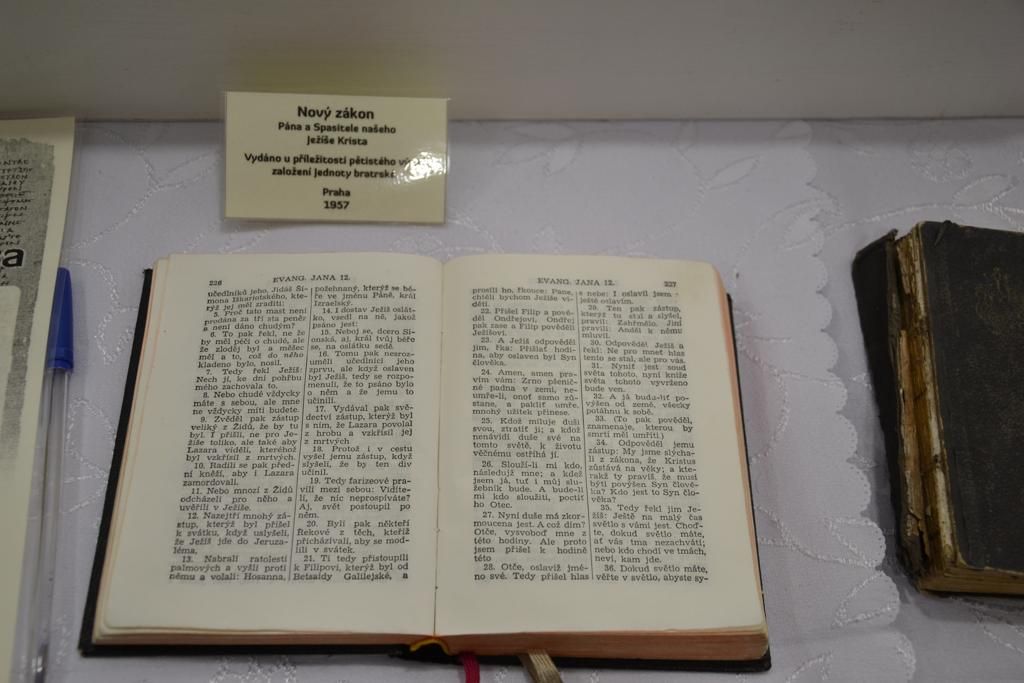 Nový zákon
Pána a Spasitele našeho
Ježíše Krista
Vydáno u příležitosti pětistého
založení Jednoty bratrské
Praha
1957
226
EVANG. JANA 12.
učedlníků jeho, Jidáš Ši-
mona Iškariotského, kte-
rýž jej měl zraditi:
5. Proč tato mast není
prodána za tři sta peněz
a není dáno chudým?
6. To pak řekl, ne že
by měl péči o chudé, ale
že zloděj byl a měšec
měl a to, což do něho
kladeno bylo, nosil.
7. Tedy řekl Ježíš:
Nech jí, ke dni pohřbu
mého zachovala to.
8. Nebo chudé vždycky
máte s sebou, ale mne
ne vždycky míti budete.
9. Zvěděl pak zástup
veliký z Židů, že by tu
byl. I přišli, ne pro Je-
žíše toliko, ale také aby
Lazara viděli, kteréhož
byl vzkřísil z mrtvých.
10. Radili se pak před-
ní kněží, aby i Lazara
zamordovali.
11. Nebo mnozí z Židů
odcházeli pro něho a
uvěřili v Ježíše.
12. Nazejtří mnohý zá-
stup, kterýž byl přišel
k svátku, když uslyšeli,
že Ježíš jde do Jeruza-
léma,
13. Nabrali ratolestí
palmových a vyšli proti
němu a volali: Hosanna,
požehnaný, kterýž se bé-
ře ve jménu Páně, král
Izraelský.
14. I dostav Ježíš oslát-
ko, vsedl na ně, jakož
psáno jest:
15. Neboj se, dcero Si-
onská, aj, král tvůj béře
se, na oslátku sedě.
16. Tomu pak nesroz-
uměli učedlníci jeho
zprvu, ale když oslaven
byl Ježíš, tedy se rozpo-
menuli, že to psáno bylo
o něm a že jemu to
učinili.
17. Vydával pak svě-
dectví zástup, kterýž byl
s ním, že Lazara povolal
z hrobu a vzkřísil jej
z mrtvých
18. Protož i v cestu
vyšel jemu zástup, když
slyšeli, že by ten div
učinil.
19. Tedy farizeové pra-
vili mezi sebou: Vidíte-
li, že nic neprospíváte?
Aj, svět postoupil po
něm.
20. Byli pak někteří
Řekové z těch, kteříž
přicházívali, aby se mod-
lili v svátek.
21. Ti tedy přistoupili
k Filipovi, kterýž byl od
Betsaidy Galilejské, a
EVANG. JANA 12.
227
prosili ho, řkouce: Pane,
chtěli bychom Ježíše vi-
děti.
22. Přišel Filip a pově-
děl Ondřejovi, Ondřej
pak zase a Filip pověděli
Ježíšovi.
23. A Ježíš odpověděl
jim, řka: Přišlať hodi-
na, aby oslaven byl Syn
člověka.
24. Amen, amen pra-
vím vám: Zrno pšenič-
né padna v zemi, ne-
umře-li, onoť samo zů-
stane, a pakliť umře,
mnohý užitek přinese.
25. Kdož miluje duši
svou, ztratíť ji; a kdož
nenávidí duše své na
tomto světě, k životu
věčnému ostříhá jí.
26. Slouží-li mi kdo,
následujž mne; a kdež
jsem já, tuť i můj slu-
žebník bude. A bude-li
mi kdo sloužiti, poctíť
ho Otec.
27. Nyní duše má zkor-
moucena jest. A což dím?
Otče, vysvoboď mne z
této hodiny. Ale proto
jsem přišel k hodině
této
28. Otče, oslaviž jmé-
no své. Tedy přišel hlas
s nebe: I oslavil jsem i
ještě oslavím.
29. Ten pak zástup,
kterýž tu stál a slyšel,
pravil: Zahřmělo. Jiní
pravili: Anděl k němu
mluvil.
30. Odpověděl Ježíš a
řekl: Ne pro mneť hlas
tento se stal, ale pro vás.
31. Nyníť jest soud
světa tohoto, nyní kníže
světa tohoto vyvrženo
bude ven.
32. A já budu-liť po-
výšen od země, všecky
potáhnu k sobě.
33. (To pak pověděl,
znamenaje, kterou by
smrtí měl umříti.)
34. Odpověděl jemu
zástup: My jsme slýcha-
li z zákona, že Kristus
zůstává na věky; a kte-
rakž ty pravíš, že musí
býti povýšen Syn člově-
ka? Kdo jest to Syn člo-
věka?
35. Tedy řekl jim Je-
žíš: Ještě na malý čas
světlo s vámi jest. Choď-
te, dokud světlo máte,
ať vás tma nezachvátí;
nebo kdo chodí ve tmách,
neví, kam jde.
36. Dokud světlo máte,
věřte v světlo, abyste sy-